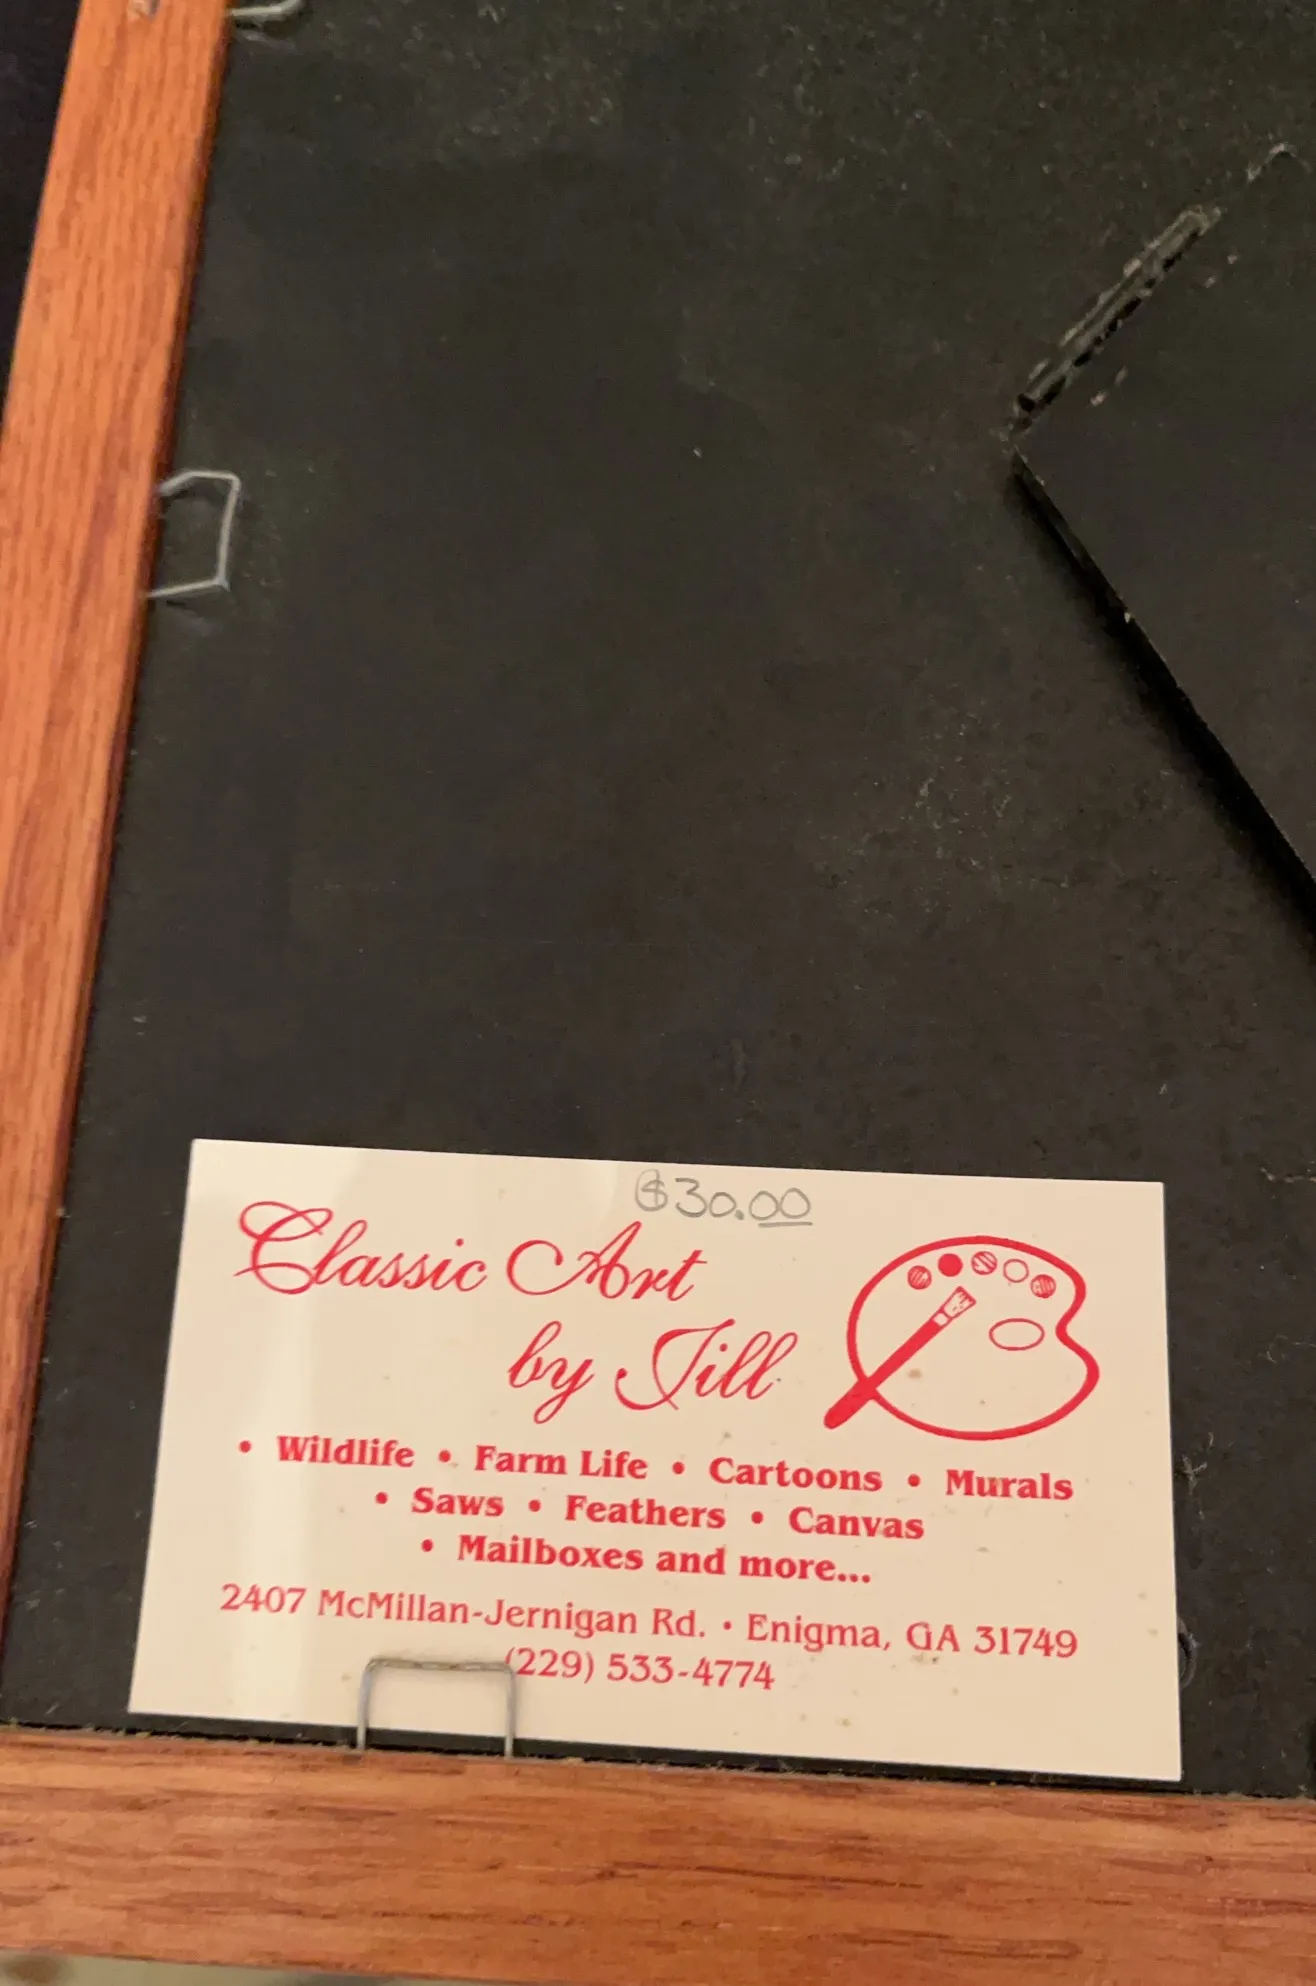 $30.00
Classic Art
by Jill
• Wildlife • Farm Life • Cartoons • Murals
• Saws • Feathers • Canvas
• Mailboxes and more...
2407 McMillan-Jernigan Rd. • Enigma, GA 31749
(229) 533-4774